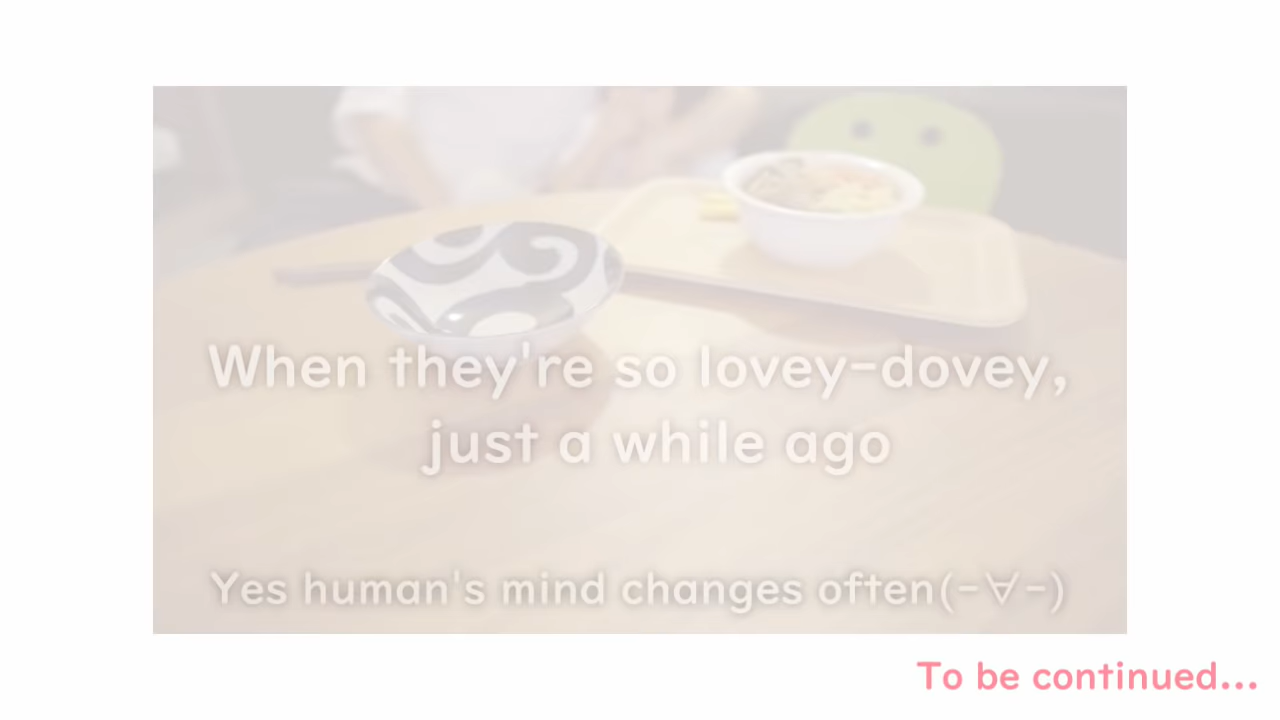 When they're so lovey-dovey,
just a while ago
Yes human's mind changes often(-∀-)
To be continued...